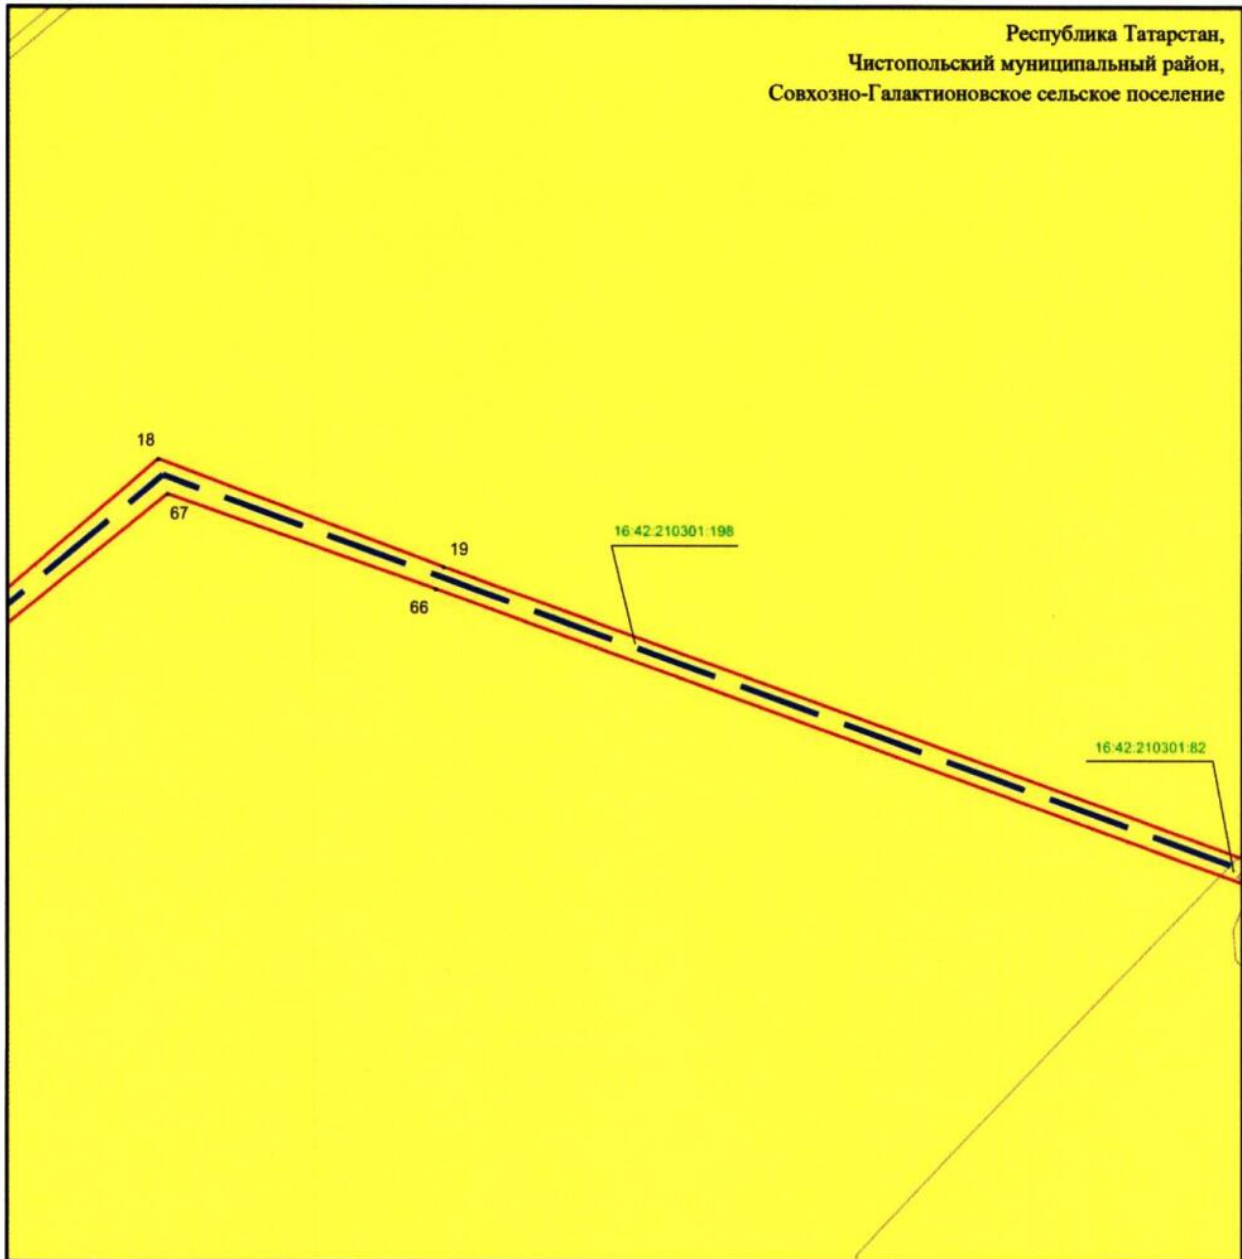 Республика Татарстан,
Чистопольский муниципальный район,
Совхозно-Галактионовское сельское поселение
18
67
19
66
16:42:210301:198
16:42:210301:82